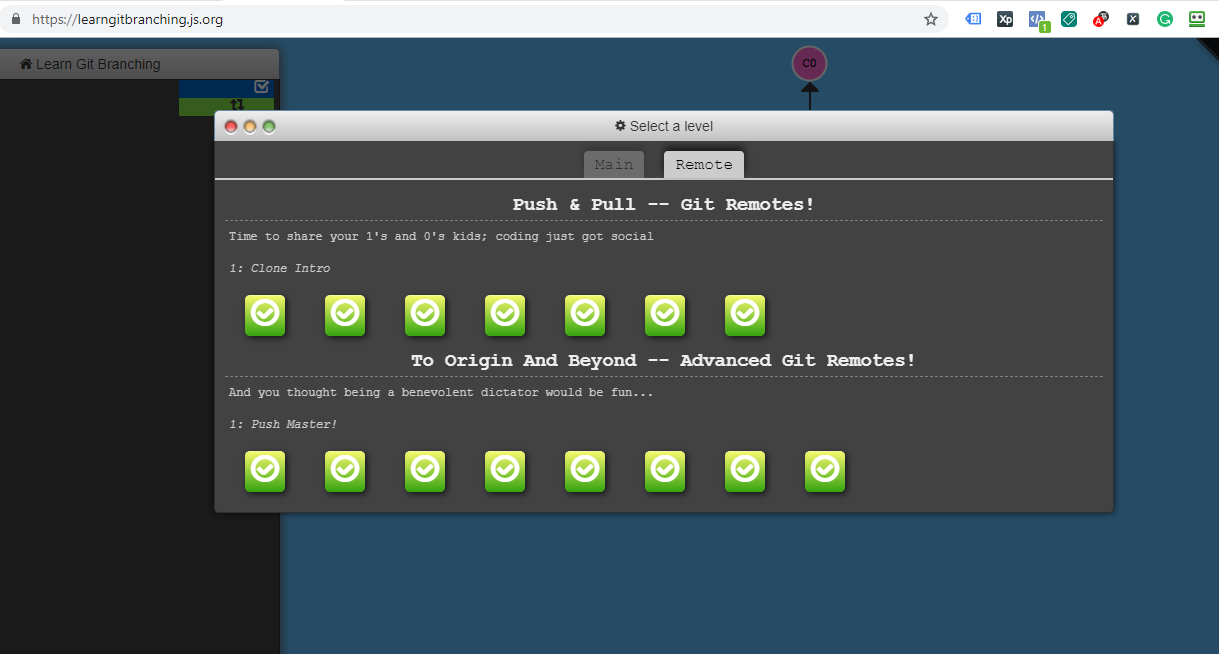 https://learngitbranching.js.org
Xp
1
A
X
G
Learn Git Branching
C0
Select a level
Main
Remote
Push & Pull -- Git Remotes!
Time to share your 1's and 0's kids; coding just got social
1: Clone Intro
To Origin And Beyond -- Advanced Git Remotes!
And you thought being a benevolent dictator would be fun...
1: Push Master!